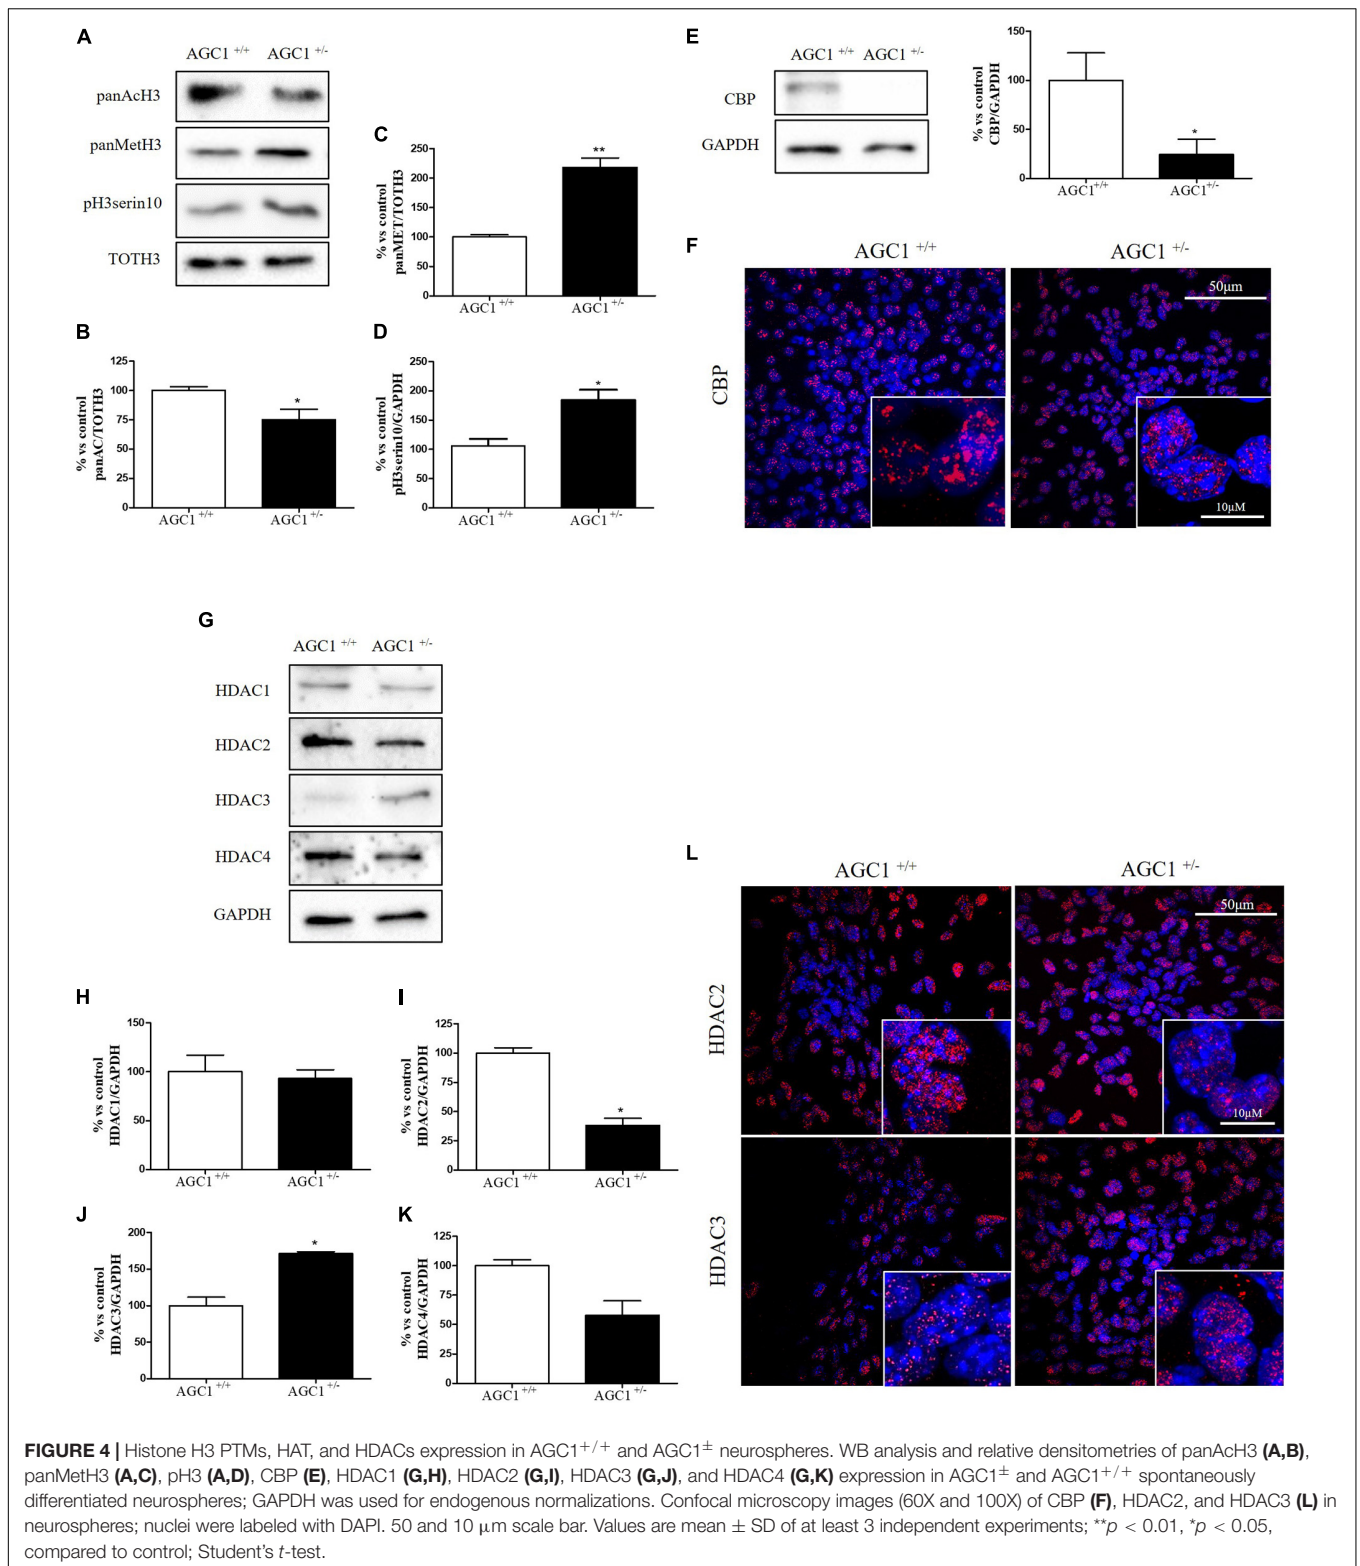 A
AGC1 +/+ AGC1 +/-
panAcH3
panMetH3
pH3serin10
TOTH3
B
% vs control
panAC/TOTH3
125
100
75
50
25
0
*
AGC1 +/+
AGC1 +/-
C
% vs control
panMET/TOTH3
250
200
150
100
50
0
**
AGC1 +/+
AGC1 +/-
D
% vs control
pH3serin10/GAPDH
250
200
150
100
50
0
*
AGC1 +/+
AGC1 +/-
E
AGC1 +/+ AGC1 +/-
CBP
GAPDH
% vs control
CBP/GAPDH
150
100
50
0
*
AGC1 +/+
AGC1 +/-
F
AGC1 +/+
AGC1 +/-
CBP
50μm
10μM
G
AGC1 +/+ AGC1 +/-
HDAC1
HDAC2
HDAC3
HDAC4
GAPDH
H
% vs control
HDAC1/GAPDH
150
100
50
0
AGC1 +/+
AGC1 +/-
I
% vs control
HDAC2/GAPDH
125
100
75
50
25
0
*
AGC1 +/+
AGC1 +/-
J
% vs control
HDAC3/GAPDH
200
150
100
50
0
*
AGC1 +/+
AGC1 +/-
K
% vs control
HDAC4/GAPDH
125
100
75
50
25
0
AGC1 +/+
AGC1 +/-
L
AGC1 +/+
AGC1 +/-
HDAC2
50μm
10μM
HDAC3
FIGURE 4 | Histone H3 PTMs, HAT, and HDACs expression in AGC1+/+ and AGC1± neurospheres. WB analysis and relative densitometries of panAcH3 (A,B),
panMetH3 (A,C), pH3 (A,D), CBP (E), HDAC1 (G,H), HDAC2 (G,I), HDAC3 (G,J), and HDAC4 (G,K) expression in AGC1± and AGC1+/+ spontaneously
differentiated neurospheres; GAPDH was used for endogenous normalizations. Confocal microscopy images (60X and 100X) of CBP (F), HDAC2, and HDAC3 (L) in
neurospheres; nuclei were labeled with DAPI. 50 and 10 μm scale bar. Values are mean ± SD of at least 3 independent experiments; **p < 0.01, *p < 0.05,
compared to control; Student's t-test.